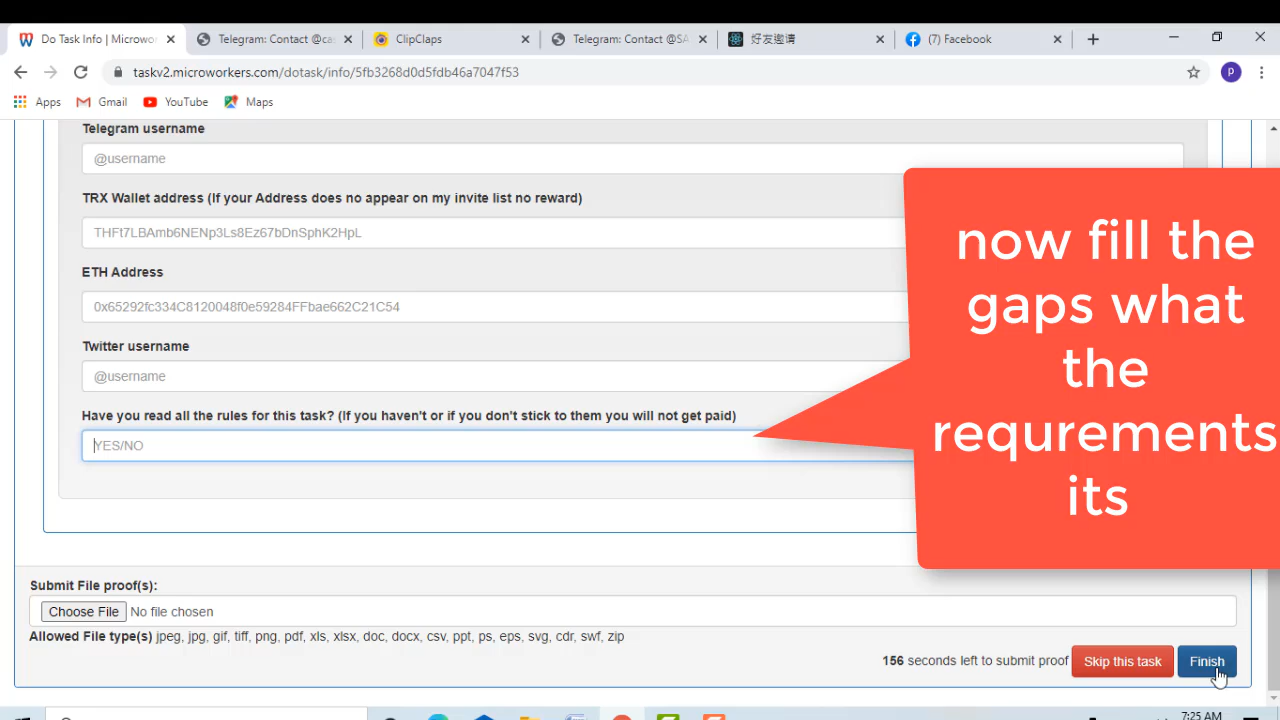 Do Task Info | Microwor
Telegram: Contact @ca
ClipClaps
Telegram: Contact @SA
好友邀请
(7) Facebook
taskv2.microworkers.com/dotask/info/5fb3268d0d5fdb46a7047f53
P
Apps
Gmail
YouTube
Maps
Telegram username
@username
TRX Wallet address (If your Address does no appear on my invite list no reward)
THFt7LBAmb6NENp3Ls8Ez67bDnSphK2HpL
ETH Address
0x65292fc334C8120048f0e59284FFbae662C21C54
Twitter username
@username
Have you read all the rules for this task? (If you haven't or if you don't stick to them you will not get paid)
YES/NO
now fill the
gaps what
the
requrements
its
Submit File proof(s):
Choose File No file chosen
Allowed File type(s) jpeg, jpg, gif, tiff, png, pdf, xls, xlsx, doc, docx, csv, ppt, ps, eps, svg, cdr, swf, zip
156 seconds left to submit proof
Skip this task
Finish
7:25 AM